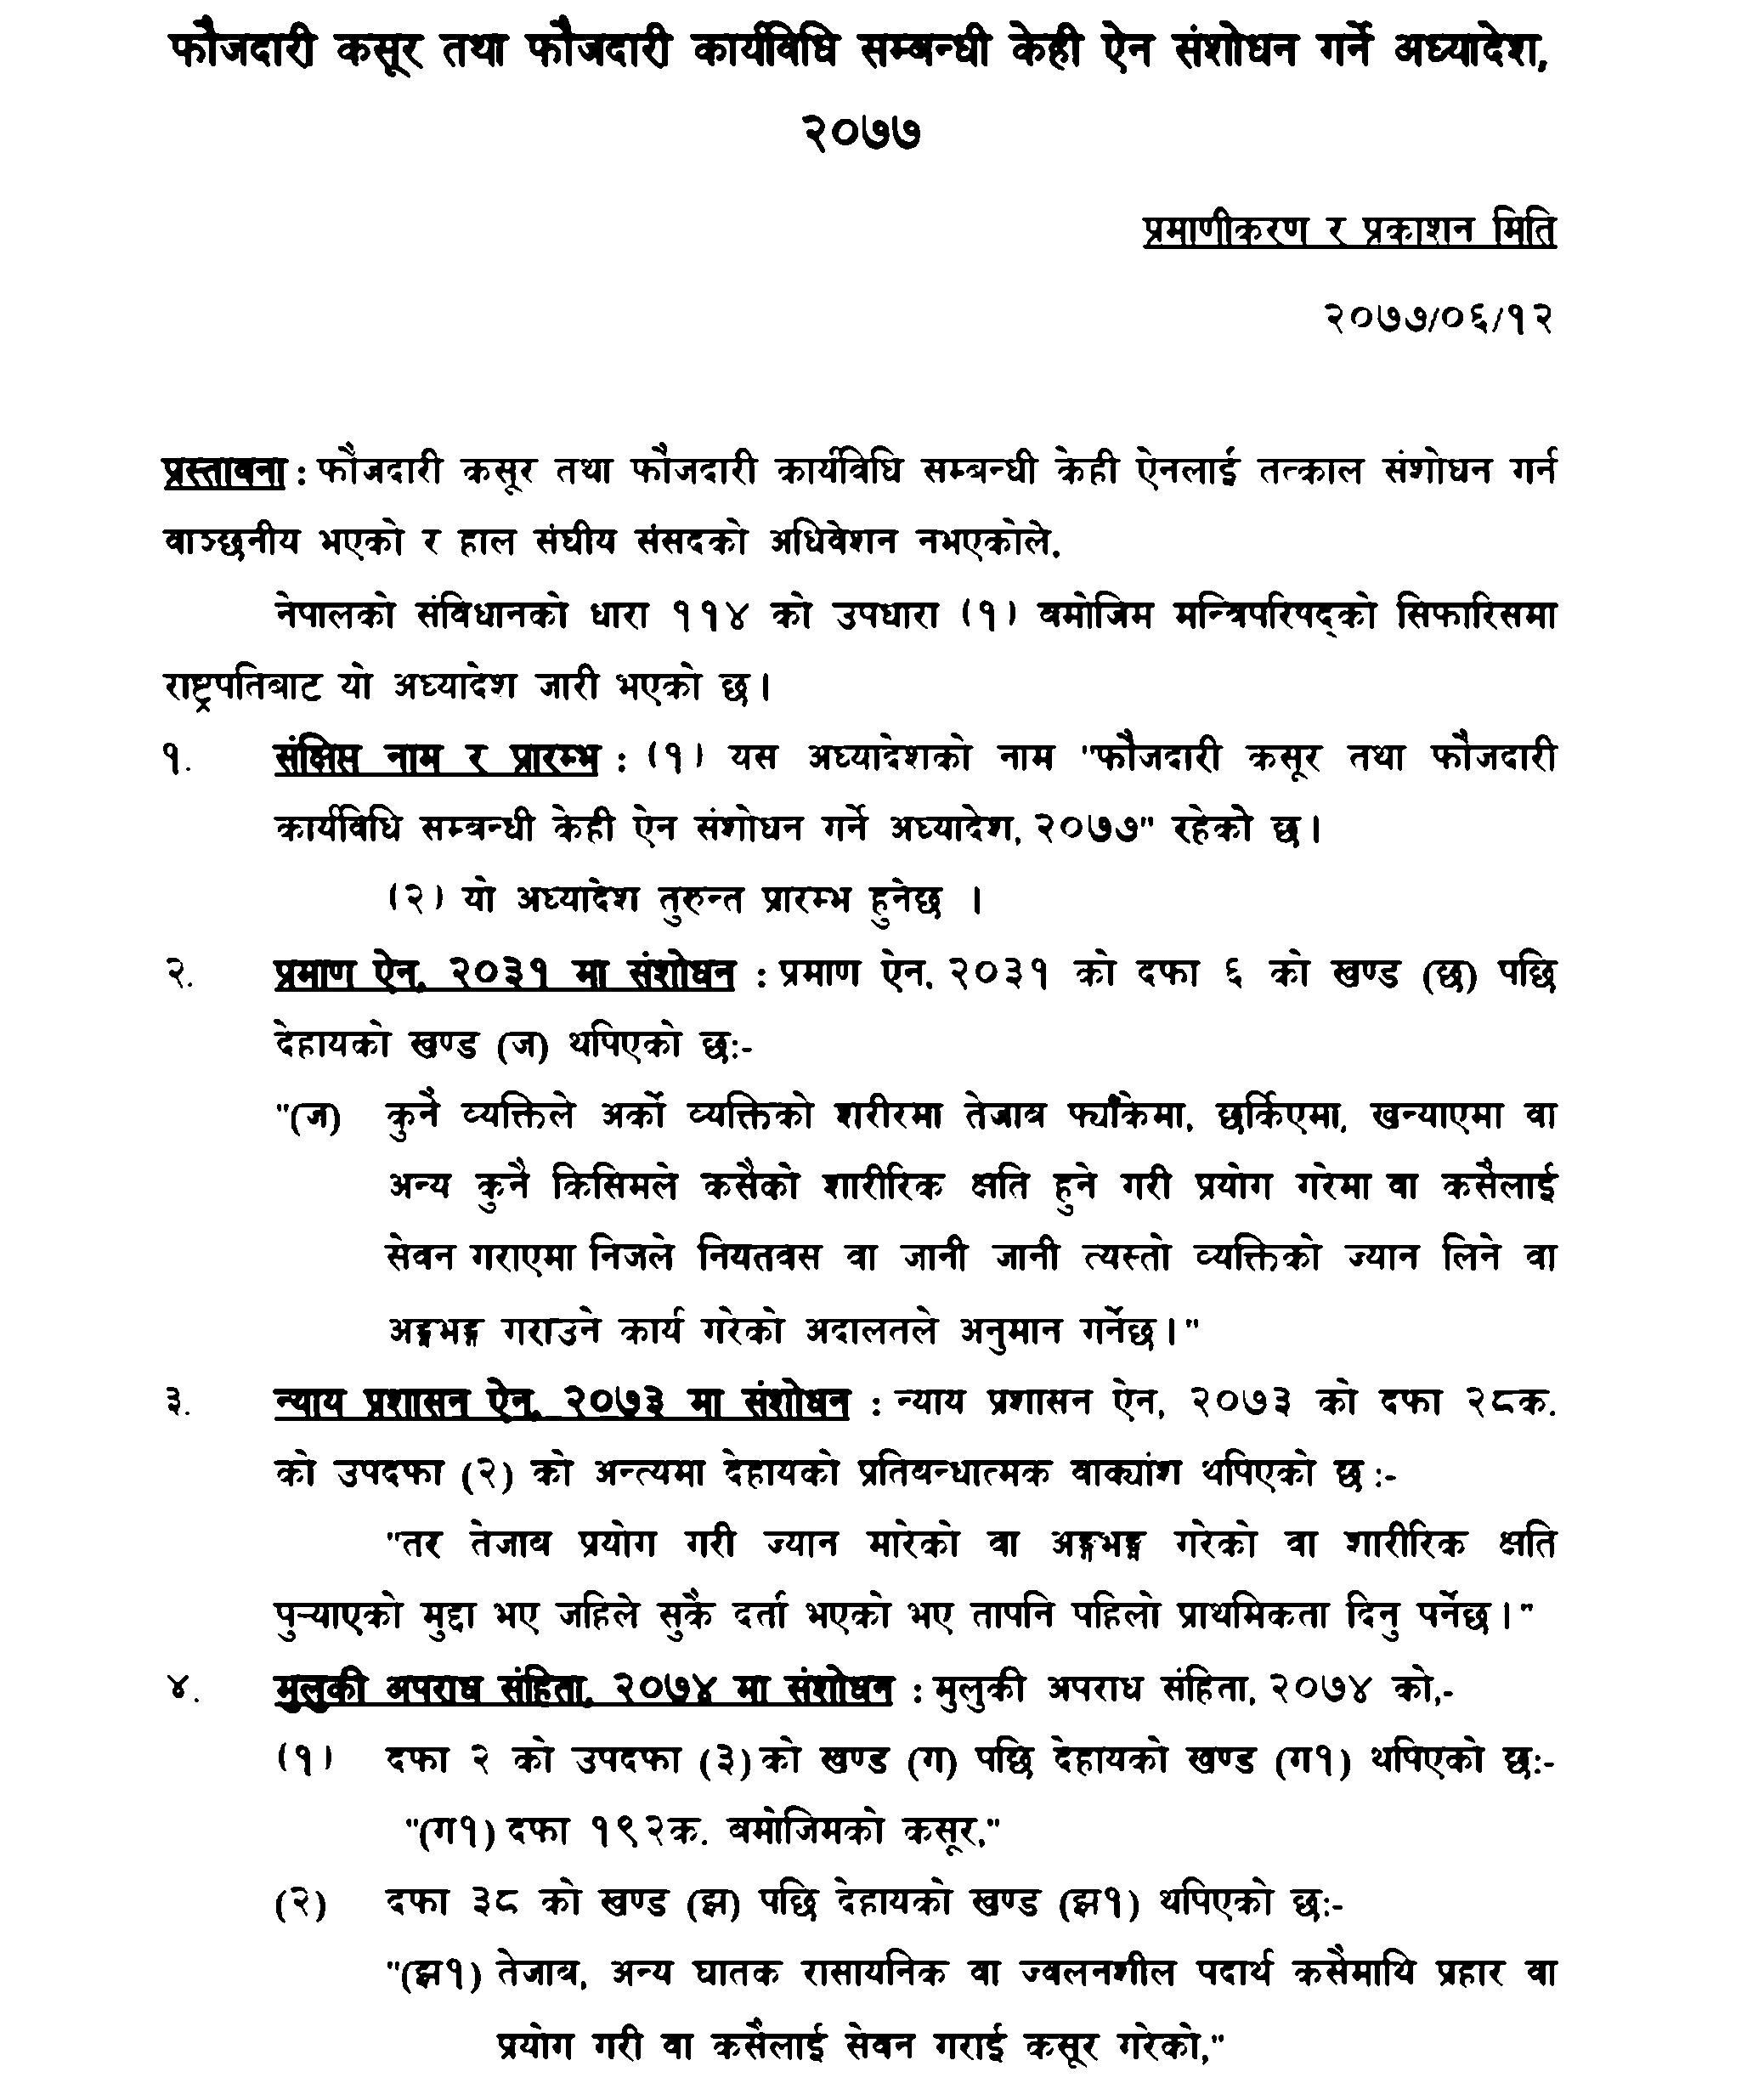 फौजदारी कसूर तथा फौजदारी कार्यविधि सम्बन्धी केही ऐन संशोधन गर्ने अध्यादेश,
२०७७
प्रमाणीकरण र प्रकाशन मिति
२०७७/०६/१२
प्रस्तावना : फौजदारी कसूर तथा फौजदारी कार्यविधि सम्बन्धी केही ऐनलाई तत्काल संशोधन गर्न
वाञ्छनीय भएको र हाल संघीय संसदको अधिवेशन नभएकोले,
नेपालको संविधानको धारा ११४ को उपधारा (१) बमोजिम मन्त्रिपरिषद्को सिफारिसमा
राष्ट्रपतिबाट यो अध्यादेश जारी भएको छ।
१. संक्षिप्त नाम र प्रारम्भ : (१) यस अध्यादेशको नाम "फौजदारी कसूर तथा फौजदारी
कार्यविधि सम्बन्धी केही ऐन संशोधन गर्ने अध्यादेश, २०७७" रहेको छ।
(२) यो अध्यादेश तुरुन्त प्रारम्भ हुनेछ ।
२. प्रमाण ऐन, २०३१ मा संशोधन : प्रमाण ऐन, २०३१ को दफा ६ को खण्ड (छ) पछि
देहायको खण्ड (ज) थपिएको छ:-
"(ज) कुनै व्यक्तिले अर्को व्यक्तिको शरीरमा तेजाब फ्याँकेमा, छर्किएमा, खन्याएमा वा
अन्य कुनै किसिमले कसैको शारीरिक क्षति हुने गरी प्रयोग गरेमा वा कसैलाई
सेवन गराएमा निजले नियतवस वा जानी जानी त्यस्तो व्यक्तिको ज्यान लिने वा
अङ्गभङ्ग गराउने कार्य गरेको अदालतले अनुमान गर्नेछ।"
३. न्याय प्रशासन ऐन, २०७३ मा संशोधन : न्याय प्रशासन ऐन, २०७३ को दफा २८क.
को उपदफा (२) को अन्त्यमा देहायको प्रतिबन्धात्मक वाक्यांश थपिएको छ :-
"तर तेजाब प्रयोग गरी ज्यान मारेको वा अङ्गभङ्ग गरेको वा शारीरिक क्षति
पुऱ्याएको मुद्दा भए जहिले सुकै दर्ता भएको भए तापनि पहिलो प्राथमिकता दिनु पर्नेछ।"
४. मुलुकी अपराध संहिता, २०७४ मा संशोधन : मुलुकी अपराध संहिता, २०७४ को,-
(१) दफा २ को उपदफा (३) को खण्ड (ग) पछि देहायको खण्ड (ग१) थपिएको छ:-
"(ग१) दफा १९२क. बमोजिमको कसूर,"
(२) दफा ३८ को खण्ड (झ) पछि देहायको खण्ड (झ१) थपिएको छ:-
"(झ१) तेजाब, अन्य घातक रासायनिक वा ज्वलनशील पदार्थ कसैमाथि प्रहार वा
प्रयोग गरी वा कसैलाई सेवन गराई कसूर गरेको,"